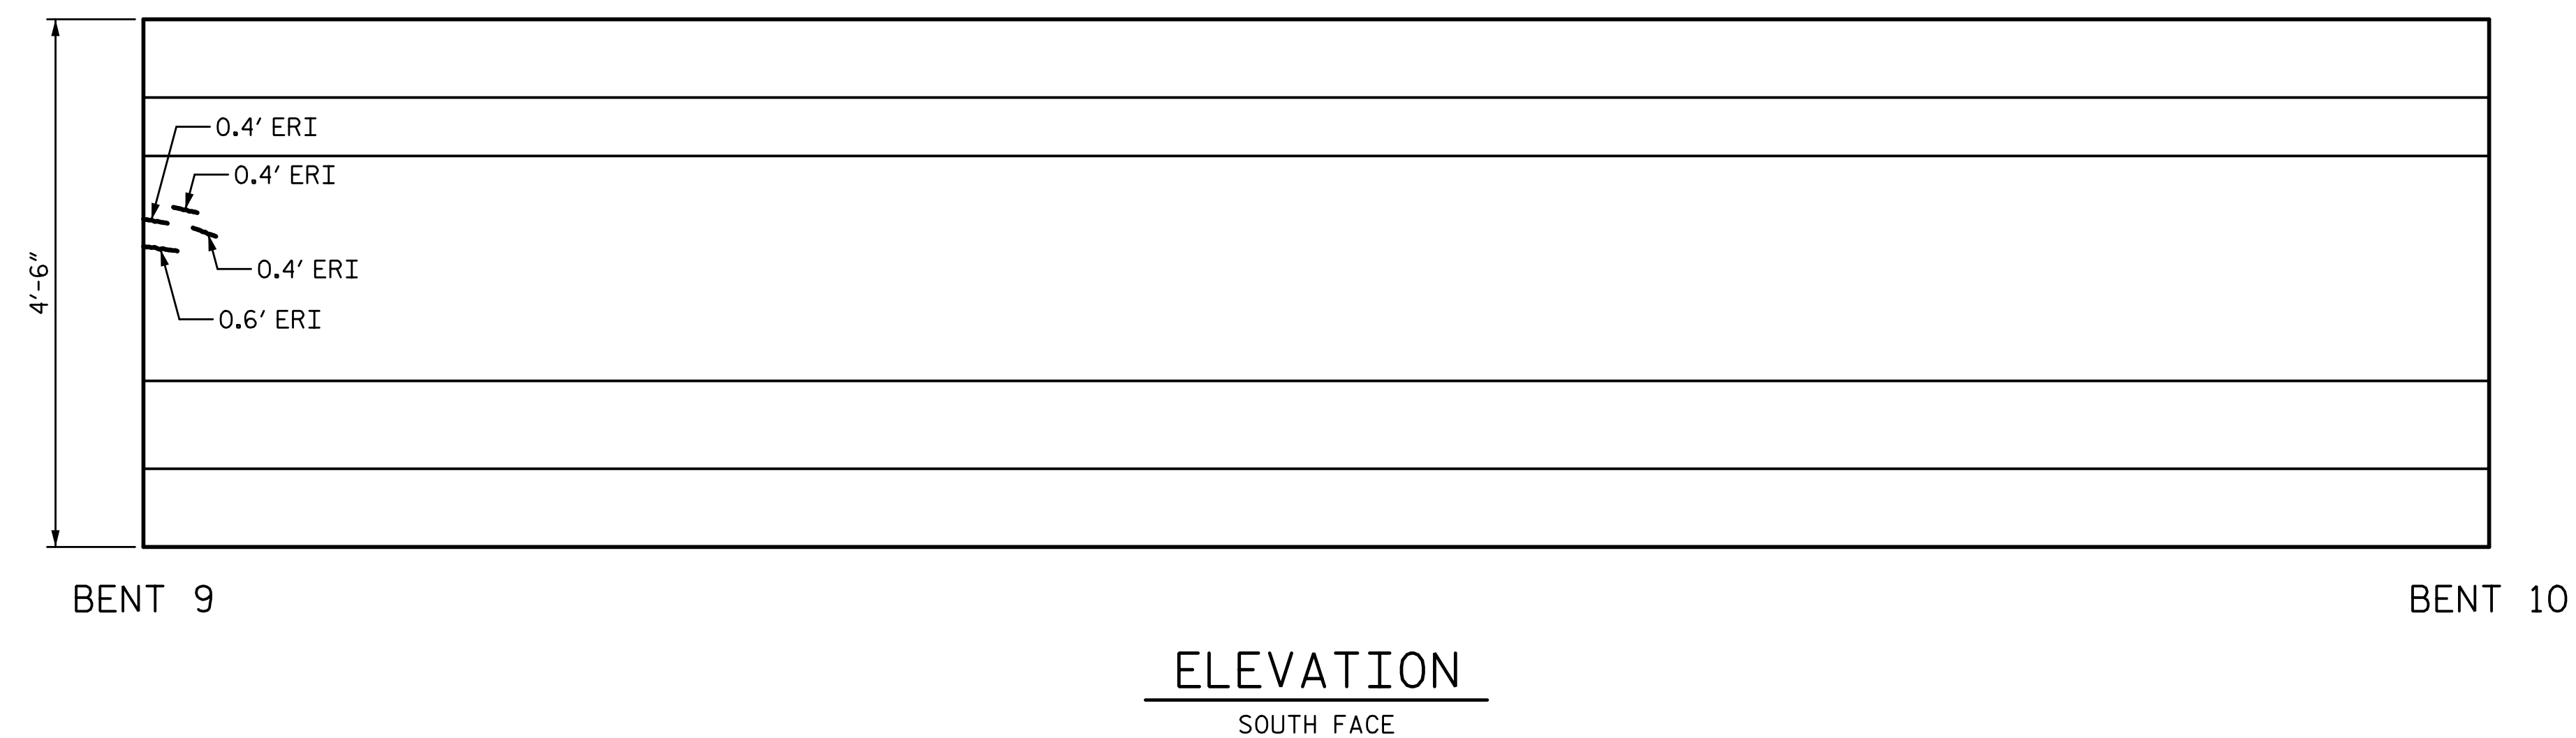 0.4' ERI
0.4' ERI
0.4' ERI
0.6' ERI
4'-6"
BENT 9
BENT 10
ELEVATION
SOUTH FACE